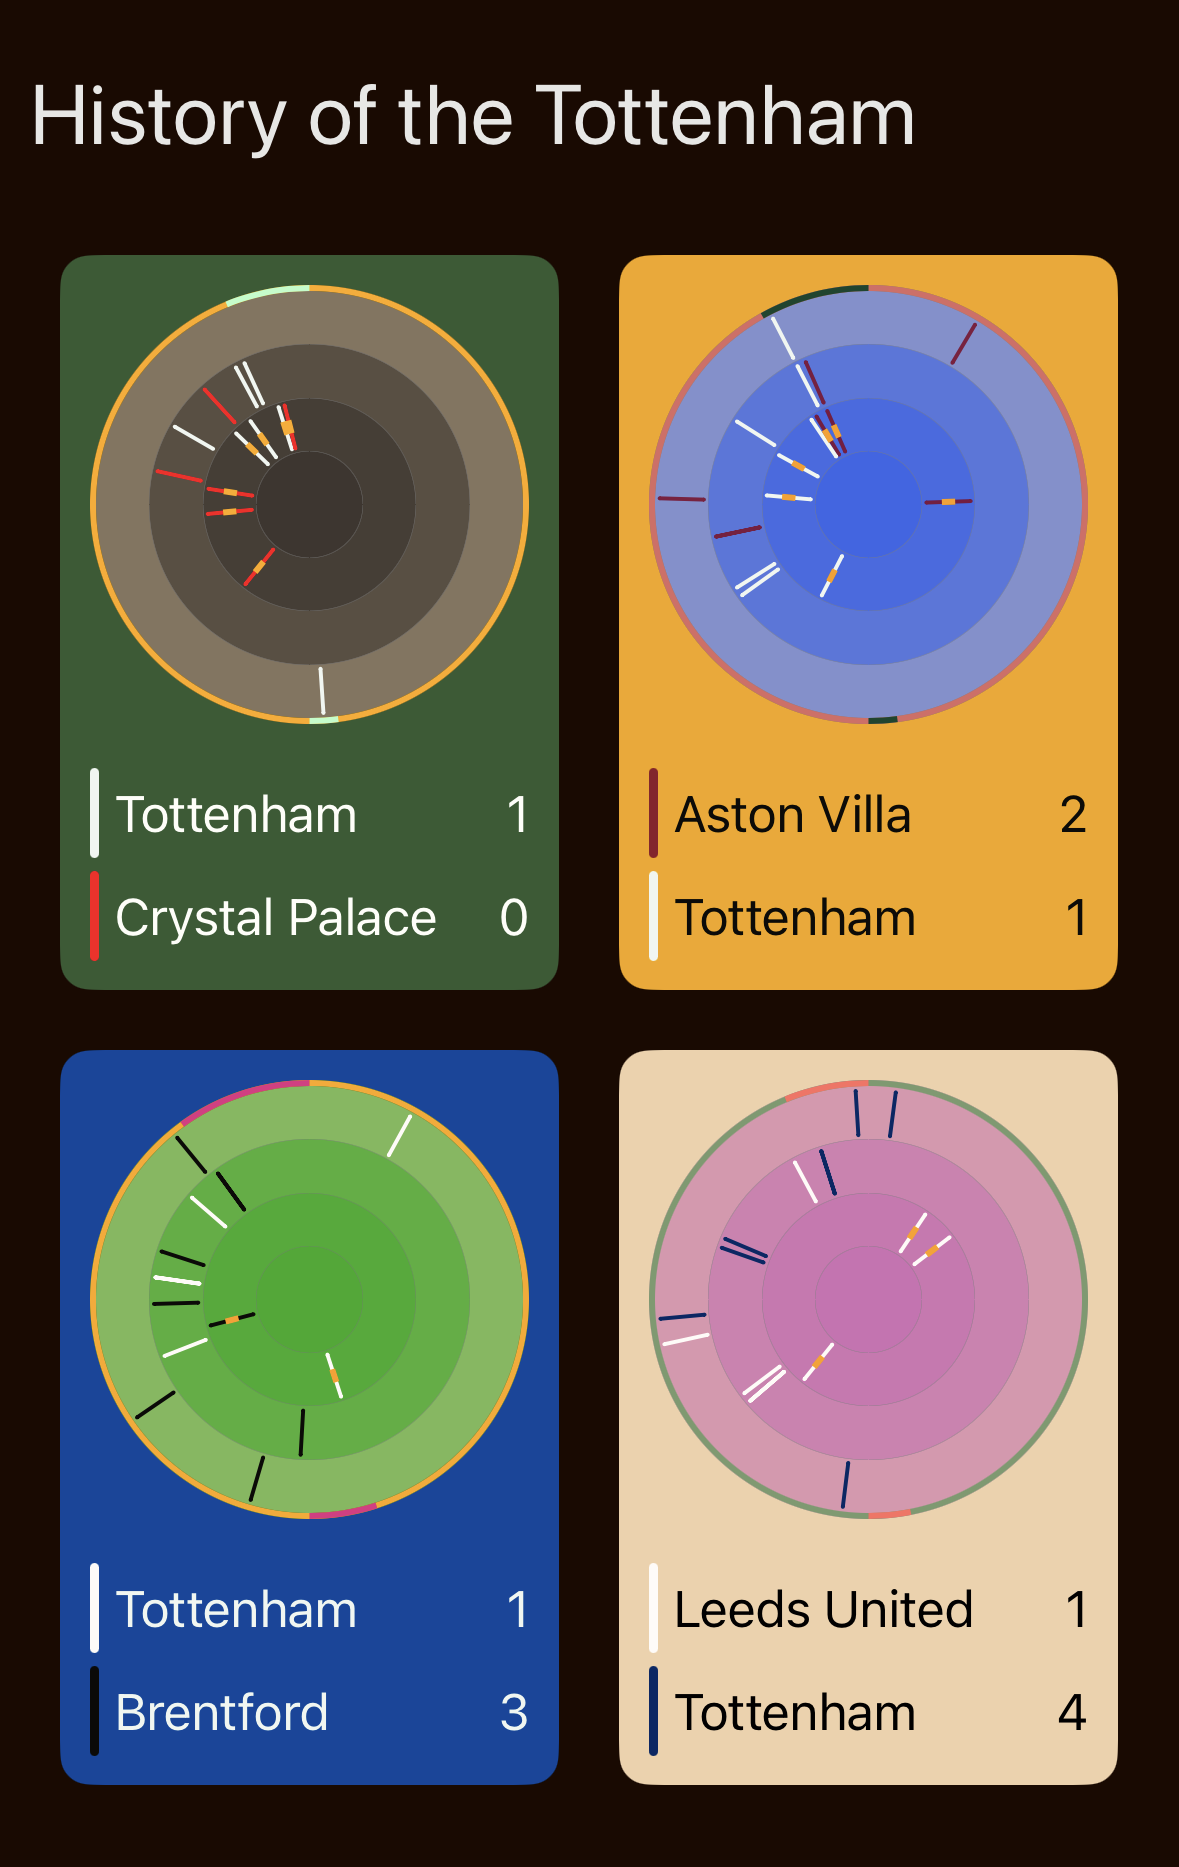 History of the Tottenham
Tottenham 1
Crystal Palace 0
Aston Villa 2
Tottenham 1
Tottenham 1
Brentford 3
Leeds United 1
Tottenham 4